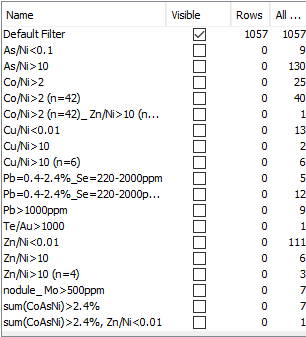 Name Visible Rows All ...
Default Filter 1057 1057
As/Ni<0.1 0 9
As/Ni>10 0 130
Co/Ni>2 0 25
Co/Ni>2 (n=42) 0 40
Co/Ni>2 (n=42)_ Zn/Ni>10 (n... 0 1
Cu/Ni<0.01 0 13
Cu/Ni>10 0 2
Cu/Ni>10 (n=6) 0 6
Pb=0.4-2.4%_Se=220-2000ppm 0 5
Pb=0.4-2.4%_Se=220-2000p... 0 12
Pb>1000ppm 0 9
Te/Au>1000 0 1
Zn/Ni<0.01 0 111
Zn/Ni>10 0 6
Zn/Ni>10 (n=4) 0 3
nodule_ Mo>500ppm 0 7
sum(CoAsNi)>2.4% 0 7
sum(CoAsNi)>2.4%, Zn/Ni<0.01 0 1